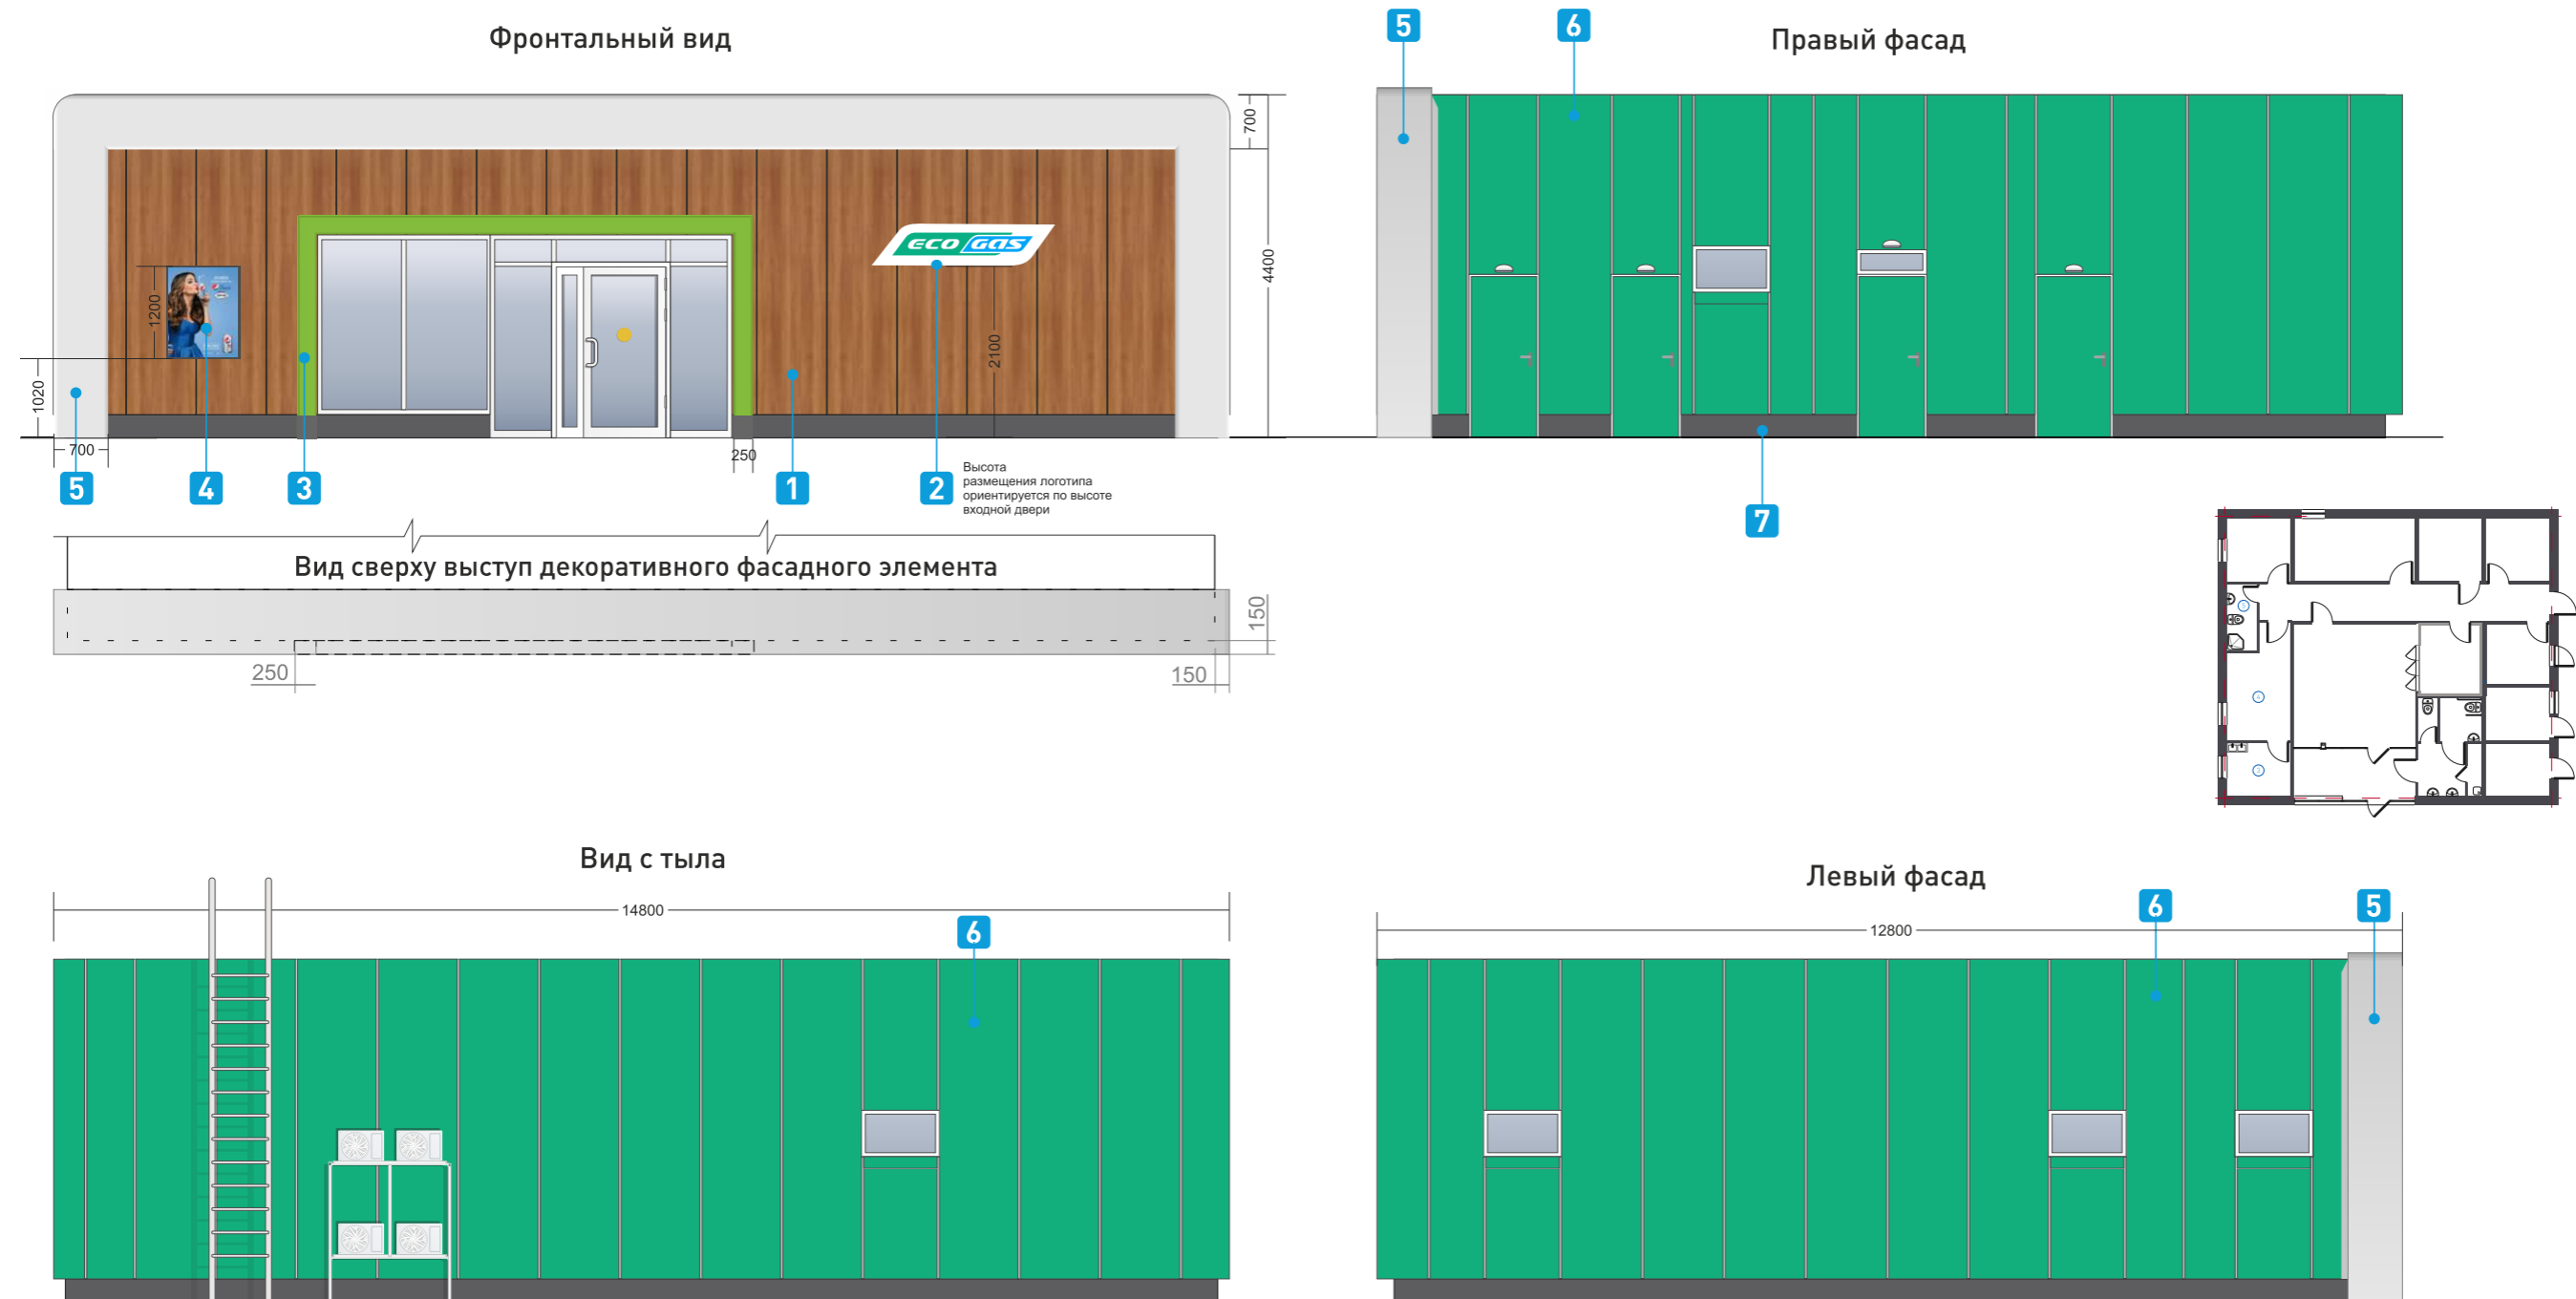 Фронтальный вид
Правый фасад
5
6
700
4400
ECO GAS
1200
1020
2100
700
250
5
4
3
1
2
Высота
размещения логотипа
ориентируется по высоте
входной двери
7
Вид сверху выступ декоративного фасадного элемента
150
250
150
Вид с тыла
Левый фасад
14800
12800
6
6
5